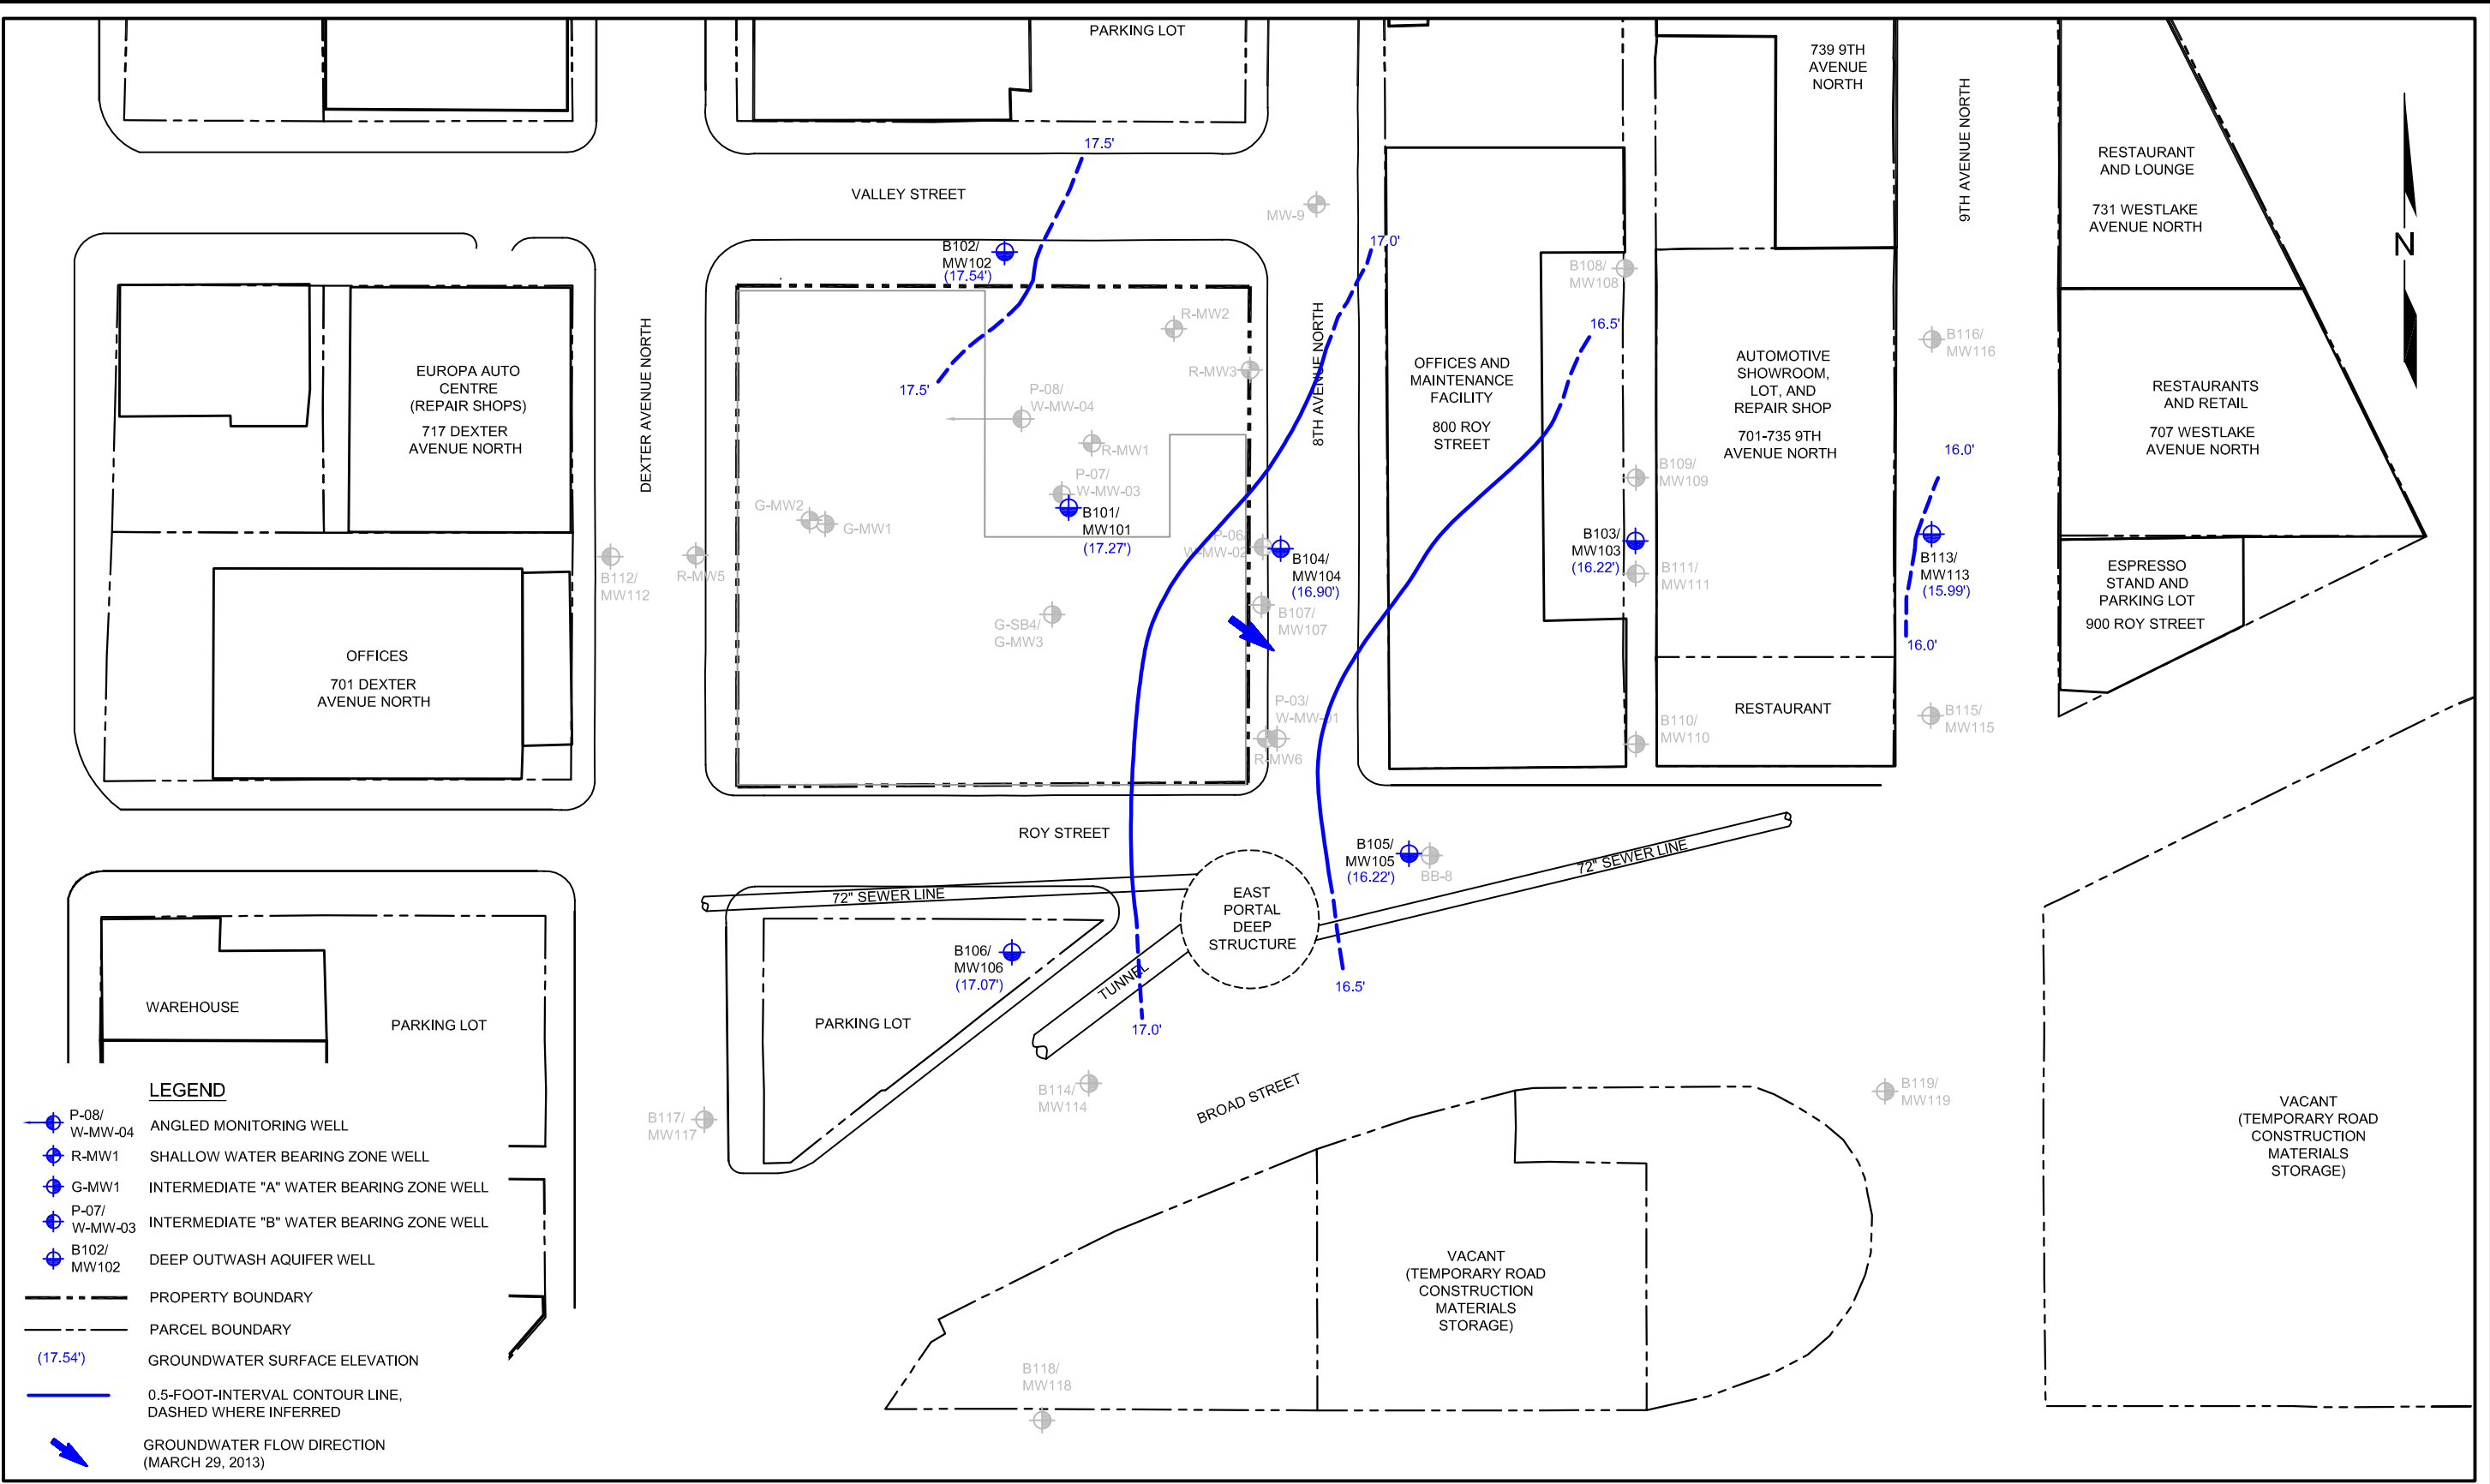 PARKING LOT
739 9TH
AVENUE
NORTH
9TH AVENUE NORTH
RESTAURANT
AND LOUNGE
731 WESTLAKE
AVENUE NORTH
N
17.5'
VALLEY STREET
MW-9
B102/
MW102
(17.54')
17.0'
B108/
MW108
R-MW2
8TH AVENUE NORTH
DEXTER AVENUE NORTH
16.5'
B116/
MW116
EUROPA AUTO
CENTRE
(REPAIR SHOPS)
717 DEXTER
AVENUE NORTH
R-MW3
17.5'
P-08/
W-MW-04
OFFICES AND
MAINTENANCE
FACILITY
800 ROY
STREET
AUTOMOTIVE
SHOWROOM,
LOT, AND
REPAIR SHOP
701-735 9TH
AVENUE NORTH
RESTAURANTS
AND RETAIL
707 WESTLAKE
AVENUE NORTH
R-MW1
16.0'
P-07/
W-MW-03
B109/
MW109
G-MW2
G-MW1
B101/
MW101
(17.27')
P-06/
W-MW-02
B104/
MW104
(16.90')
B103/
MW103
(16.22')
B111/
MW111
B113/
MW113
(15.99')
B112/
MW112
R-MW5
ESPRESSO
STAND AND
PARKING LOT
900 ROY STREET
B107/
MW107
G-SB4/
G-MW3
16.0'
OFFICES
701 DEXTER
AVENUE NORTH
P-03/
W-MW-01
R-MW6
B110/
MW110
RESTAURANT
B115/
MW115
ROY STREET
B105/
MW105
(16.22')
BB-8
72" SEWER LINE
72" SEWER LINE
EAST
PORTAL
DEEP
STRUCTURE
B106/
MW106
(17.07')
TUNNEL
16.5'
WAREHOUSE
PARKING LOT
PARKING LOT
17.0'
B114/
MW114
BROAD STREET
B117/
MW117
B119/
MW119
VACANT
(TEMPORARY ROAD
CONSTRUCTION
MATERIALS
STORAGE)
VACANT
(TEMPORARY ROAD
CONSTRUCTION
MATERIALS
STORAGE)
B118/
MW118
LEGEND
P-08/
W-MW-04
ANGLED MONITORING WELL
R-MW1
SHALLOW WATER BEARING ZONE WELL
G-MW1
INTERMEDIATE "A" WATER BEARING ZONE WELL
P-07/
W-MW-03
INTERMEDIATE "B" WATER BEARING ZONE WELL
B102/
MW102
DEEP OUTWASH AQUIFER WELL
PROPERTY BOUNDARY
PARCEL BOUNDARY
(17.54')
GROUNDWATER SURFACE ELEVATION
0.5-FOOT-INTERVAL CONTOUR LINE,
DASHED WHERE INFERRED
GROUNDWATER FLOW DIRECTION
(MARCH 29, 2013)